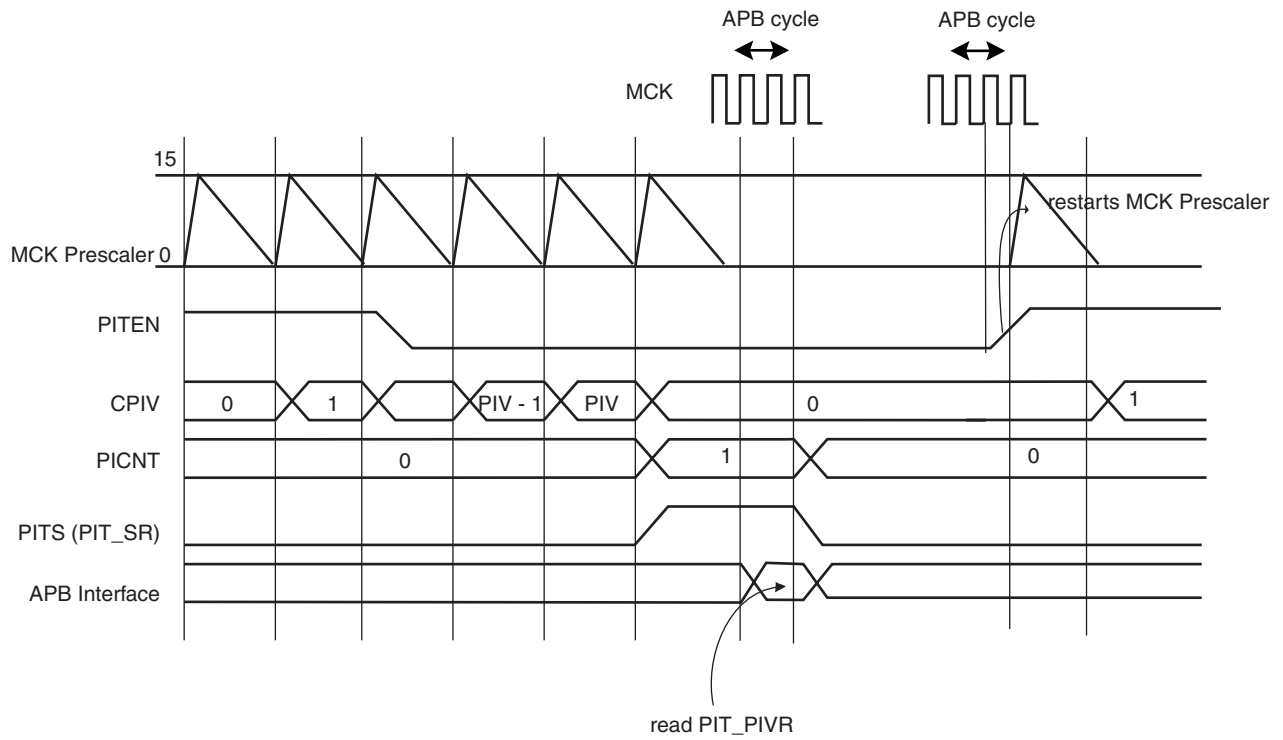 APB cycle
APB cycle
MCK
15
restarts MCK Prescaler
MCK Prescaler 0
PITEN
CPIV
0
1
PIV - 1
PIV
0
1
PICNT
0
1
0
PITS (PIT_SR)
APB Interface
read PIT_PIVR